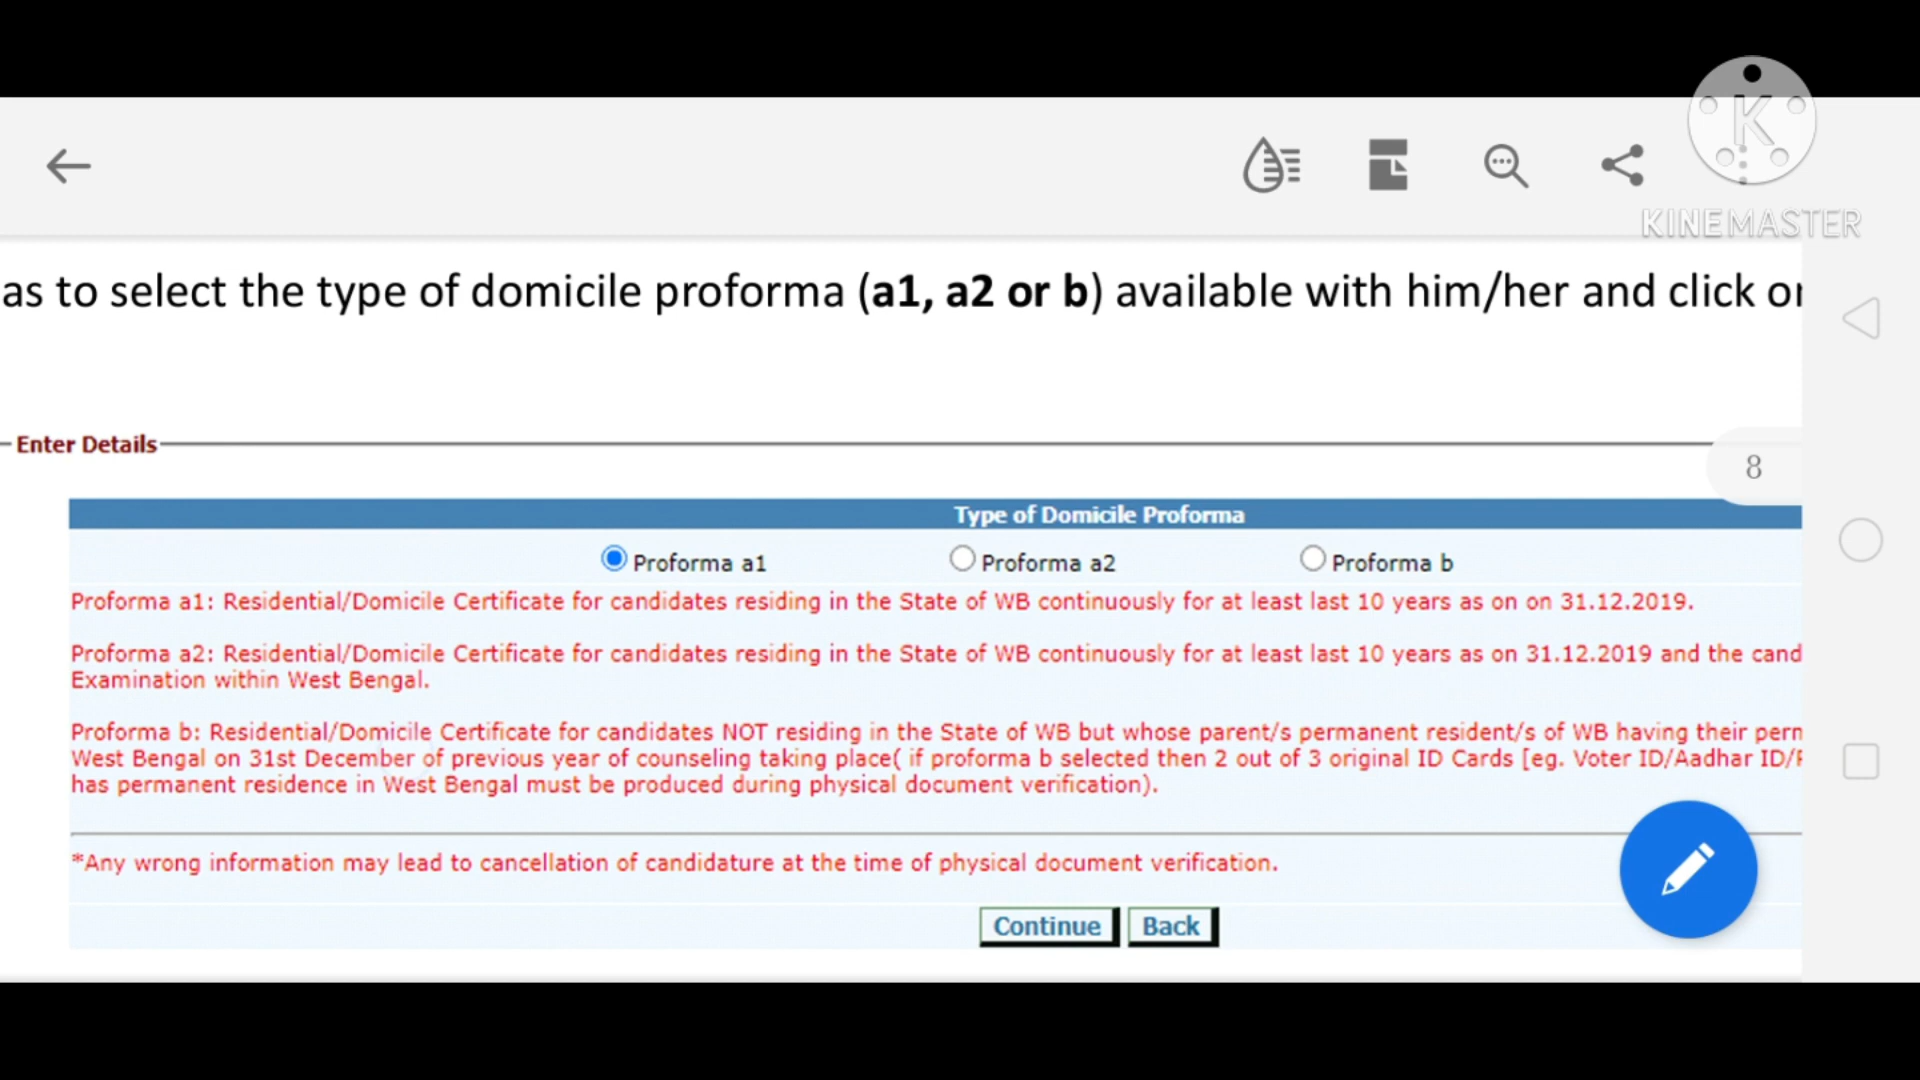 K
KINEMASTER
as to select the type of domicile proforma (a1, a2 or b) available with him/her and click
Enter Details
8
Type of Domicile Proforma
Proforma a1 Proforma a2 Proforma b
Proforma a1: Residential/Domicile Certificate for candidates residing in the State of WB continuously for at least last 10 years as on on 31.12.2019.
Proforma a2: Residential/Domicile Certificate for candidates residing in the State of WB continuously for at least last 10 years as on 31.12.2019 and the cand
Examination within West Bengal.
Proforma b: Residential/Domicile Certificate for candidates NOT residing in the State of WB but whose parent/s permanent resident/s of WB having their perm
West Bengal on 31st December of previous year of counseling taking place( if proforma b selected then 2 out of 3 original ID Cards [eg. Voter ID/Aadhar ID/
has permanent residence in West Bengal must be produced during physical document verification).
*Any wrong information may lead to cancellation of candidature at the time of physical document verification.
Continue Back